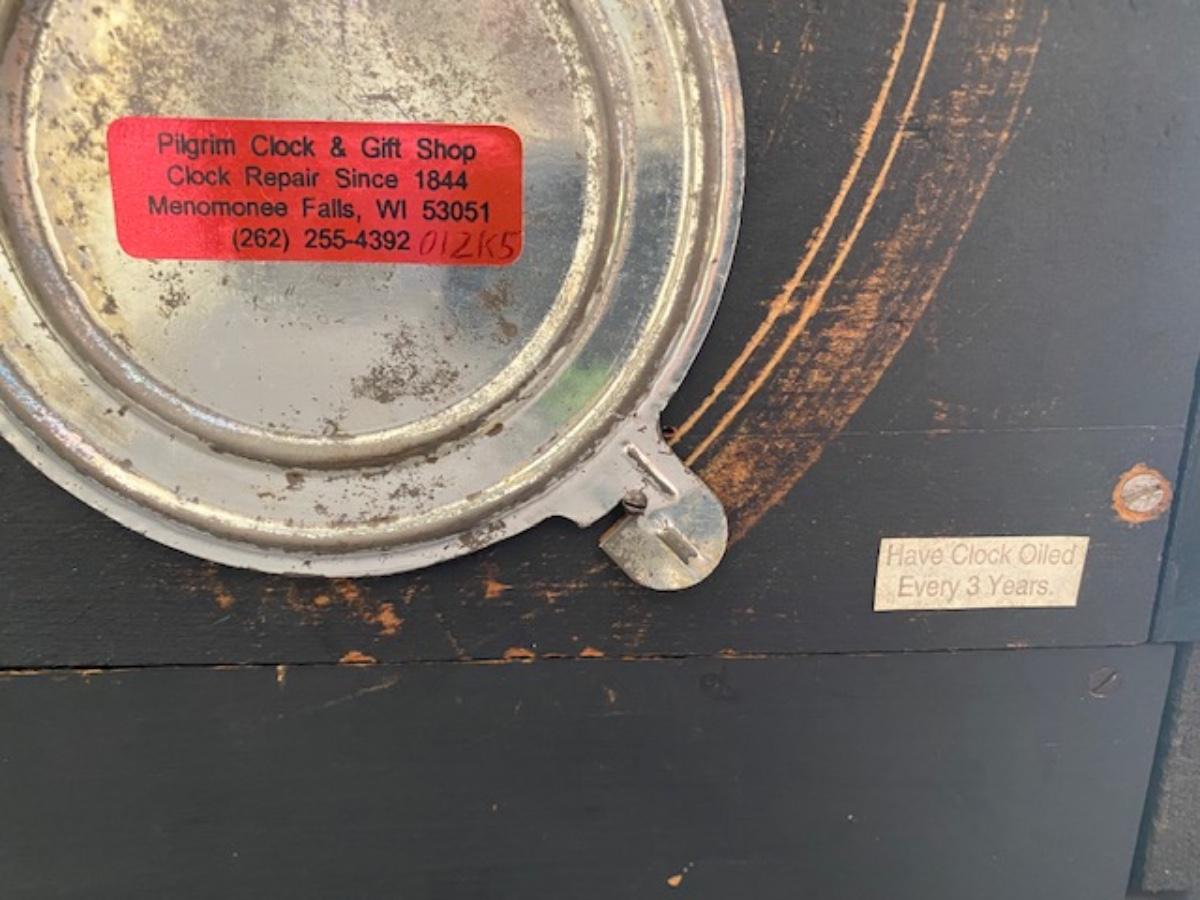 Pilgrim Clock & Gift Shop
Clock Repair Since 1844
Menomonee Falls, WI 53051
(262) 255-4392 012K5
Have Clock Oiled
Every 3 Years.